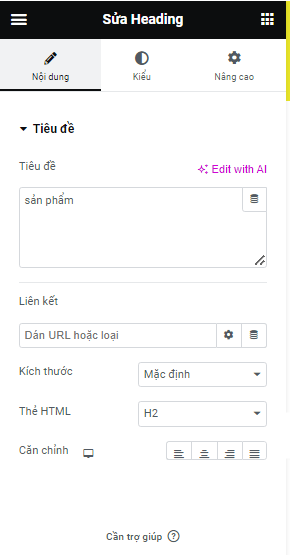 Sửa Heading
Nội dung
Kiểu
Nâng cao
Tiêu đề
Tiêu đề
Edit with AI
sản phẩm
Liên kết
Dán URL hoặc loại
Kích thước
Mặc định
Thẻ HTML
H2
Căn chỉnh
Cần trợ giúp